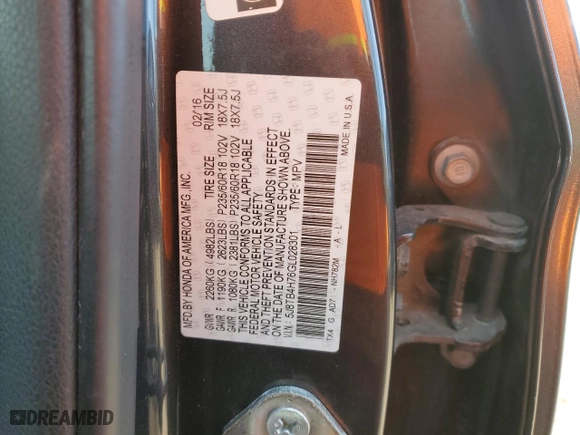 MFD. BY HONDA OF AMERICA MFG., INC. 02/16
GVWR 2260KG ( 4982LBS) TIRE SIZE RIM SIZE
GAWR F 1190KG ( 2623LBS) P235/60R18 102V 18X7.5J
GAWR R 1080KG ( 2381LBS) P235/60R18 102V 18X7.5J
THIS VEHICLE CONFORMS TO ALL APPLICABLE
FEDERAL MOTOR VEHICLE SAFETY
AND THEFT PREVENTION STANDARDS IN EFFECT
ON THE DATE OF MANUFACTURE SHOWN ABOVE.
V.I.N : 5J8TB4H76GL028301 TYPE: MPV
TX4 G AD7 - NH782M -A-L- MADE IN U.S.A.
DREAMBID